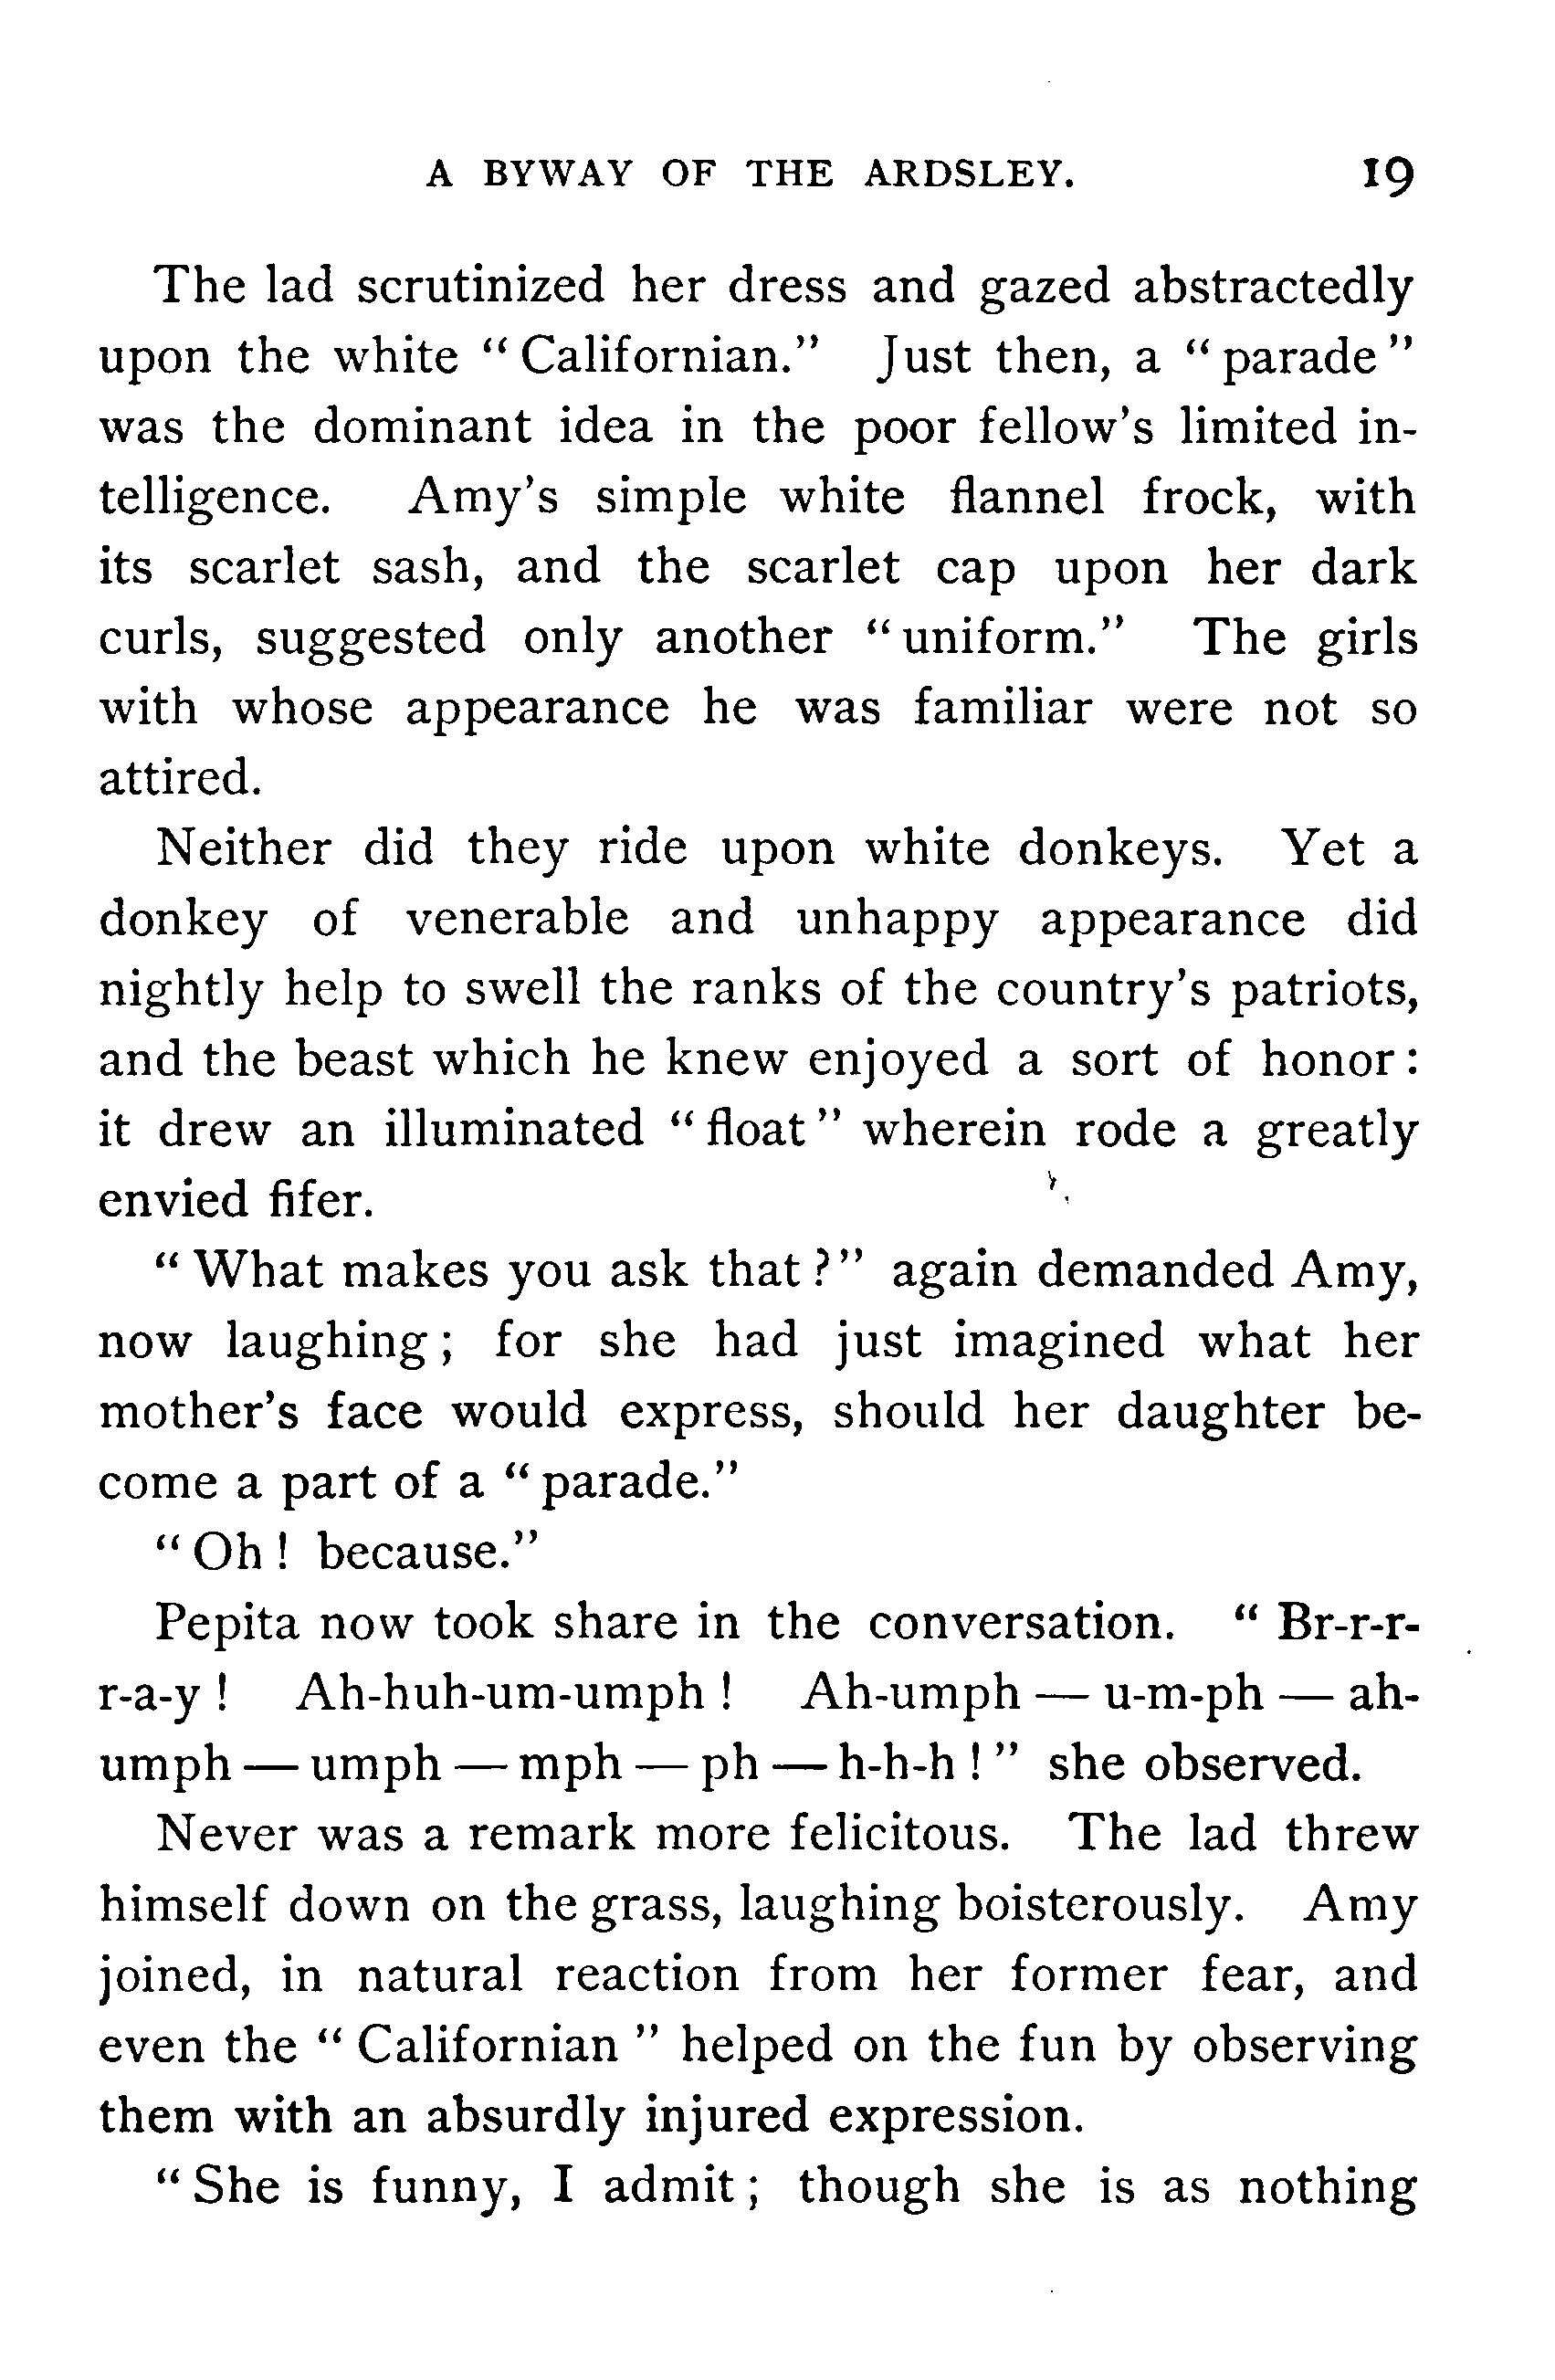 A BYWAY OF THE ARDSLEY. 19
The lad scrutinized her dress and gazed abstractedly
upon the white “Californian.” Just then, a “parade”
was the dominant idea in the poor fellow’s limited in-
telligence. Amy’s simple white flannel frock, with
its scarlet sash, and the scarlet cap upon her dark
curls, suggested only another “uniform.” The girls
with whose appearance he was familiar were not so
attired.
Neither did they ride upon white donkeys. Yet a
donkey of venerable and unhappy appearance did
nightly help to swell the ranks of the country’s patriots,
and the beast which he knew enjoyed a sort of honor:
it drew an illuminated “float” wherein rode a greatly
envied fifer.
“What makes you ask that?” again demanded Amy,
now laughing; for she had just imagined what her
mother’s face would express, should her daughter be-
come a part of a “parade.”
“Oh! because.”
Pepita now took share in the conversation. “Br-r-r-
r-a-y! Ah-huh-um-umph! Ah-umph — u-m-ph — ah-
umph — umph — mph — ph — h-h-h!” she observed.
Never was a remark more felicitous. The lad threw
himself down on the grass, laughing boisterously. Amy
joined, in natural reaction from her former fear, and
even the “Californian” helped on the fun by observing
them with an absurdly injured expression.
“She is funny, I admit; though she is as nothing